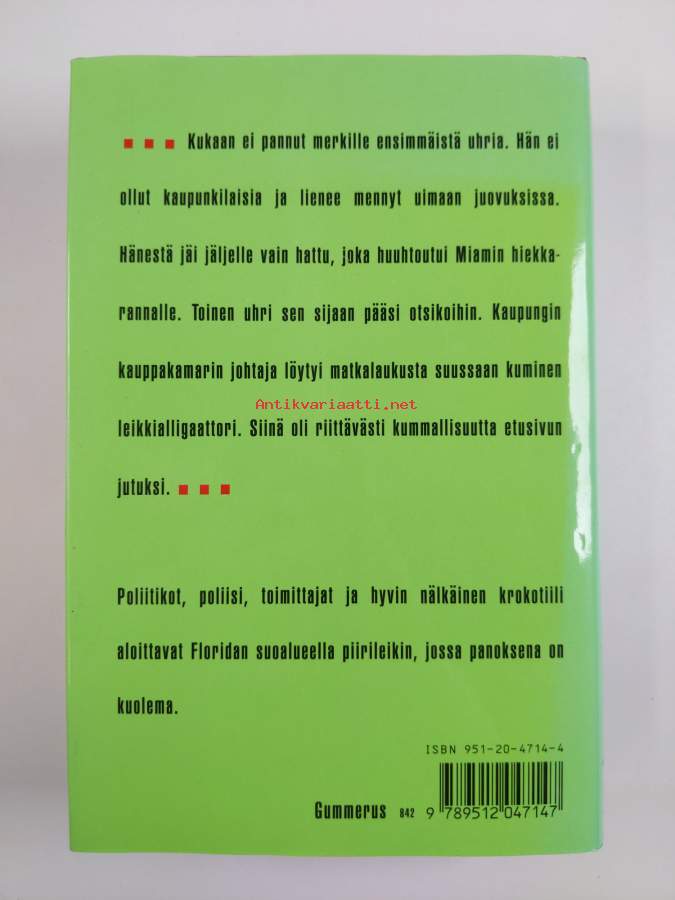 Kukaan ei pannut merkille ensimmäistä uhria. Hän ei
ollut kaupunkilaisia ja lienee mennyt uimaan juovuksissa.
Hänestä jäi jäljelle vain hattu, joka huuhtoutui Miamin hiekka-
rannalle. Toinen uhri sen sijaan pääsi otsikoihin. Kaupungin
kauppakamarin johtaja löytyi matkalaukusta suussaan kuminen
Antikvariaatti.net
leikkialligaattori. Siinä oli riittävästi kummallisuutta etusivun
jutuksi.
Poliitikot, poliisi, toimittajat ja hyvin nälkäinen krokotiili
aloittavat Floridan suoalueella piirileikin, jossa panoksena on
kuolema.
ISBN 951-20-4714-4
Gummerus 842 9 789512 047147